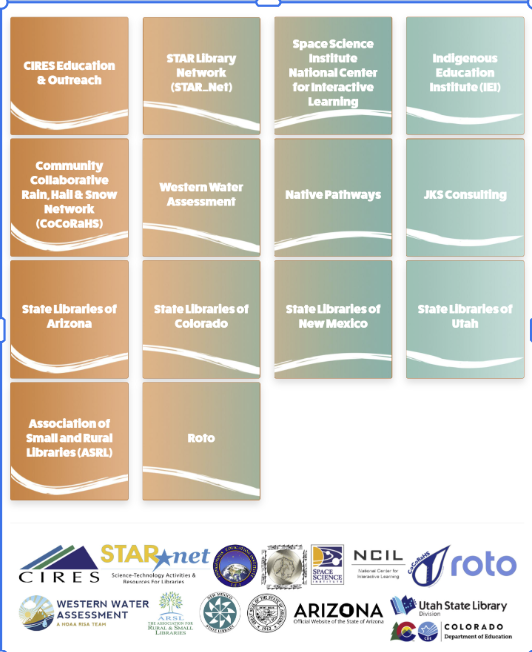 CIRES Education
& Outreach
STAR Library
Network
(STAR_Net)
Space Science
Institute
National Center
for Interactive
Learning
Indigenous
Education
Institute (IEI)
Community
Collaborative
Rain, Hail & Snow
Network
(CoCoRaHS)
Western Water
Assessment
Native Pathways
JKS Consulting
State Libraries of
Arizona
State Libraries of
Colorado
State Libraries of
New Mexico
State Libraries of
Utah
Association of
Small and Rural
Libraries (ASRL)
Roto
CIRES
STAR net
Science-Technology Activities &
Resources For Libraries
SPACE
SCIENCE
INSTITUTE
NCIL
National Center for
Interactive Learning
CoCoRaHS
roto
WESTERN WATER
ASSESSMENT
A NOAA RISA TEAM
ARSL
THE ASSOCIATION FOR
RURAL & SMALL
LIBRARIES
ARIZONA
Official Website of the State of Arizona
Utah State Library
Division
COLORADO
Department of Education